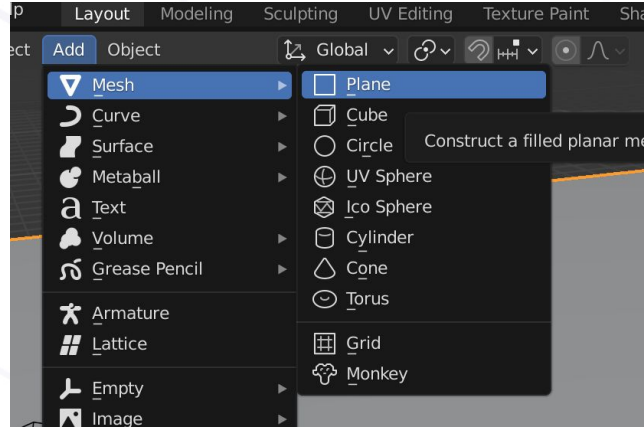 Layout Modeling Sculpting UV Editing Texture Paint
Add Object Global
Mesh
Curve
Surface
Metaball
Text
Volume
Grease Pencil
Armature
Lattice
Empty
Image
Plane
Cube
Circle
Construct a filled planar
UV Sphere
Ico Sphere
Cylinder
Cone
Torus
Grid
Monkey